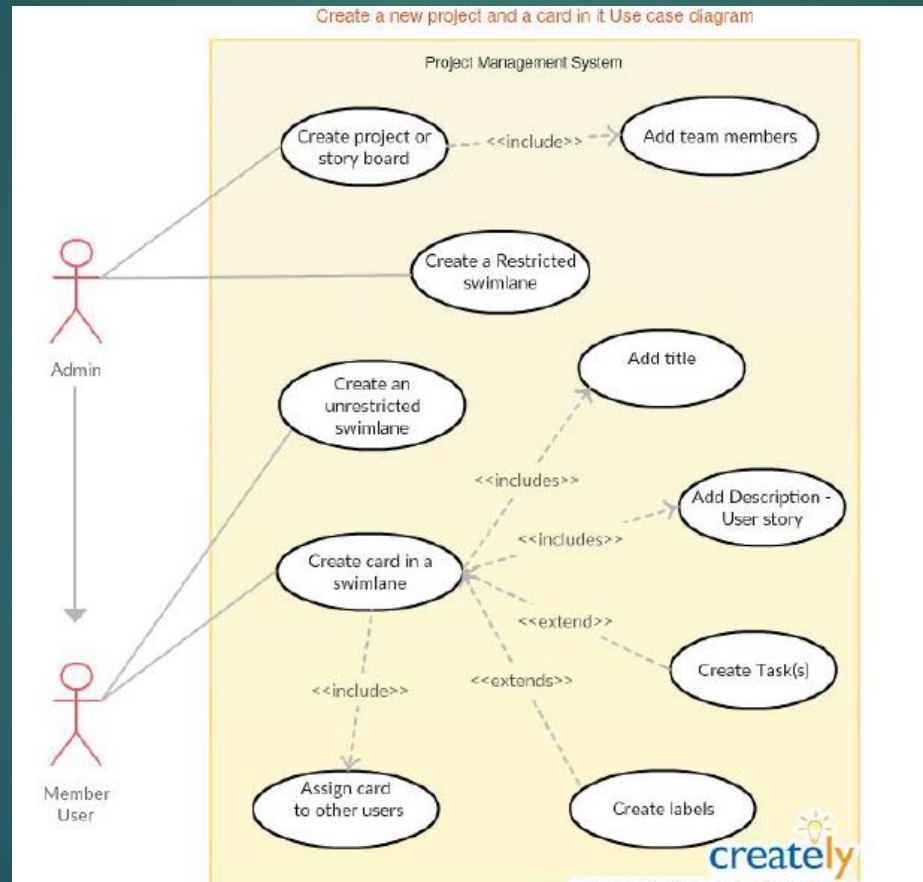 Create a new project and a card in it Use case diagram
Project Management System
Create project or
story board
<<include>>
Add team members
Create a Restricted
swimlane
Admin
Add title
Create an
unrestricted
swimlane
<<includes>>
Add Description -
User story
<<includes>>
Create card in a
swimlane
<<extend>>
Create Task(s)
<<include>>
<<extends>>
Member
User
Assign card
to other users
Create labels
creately